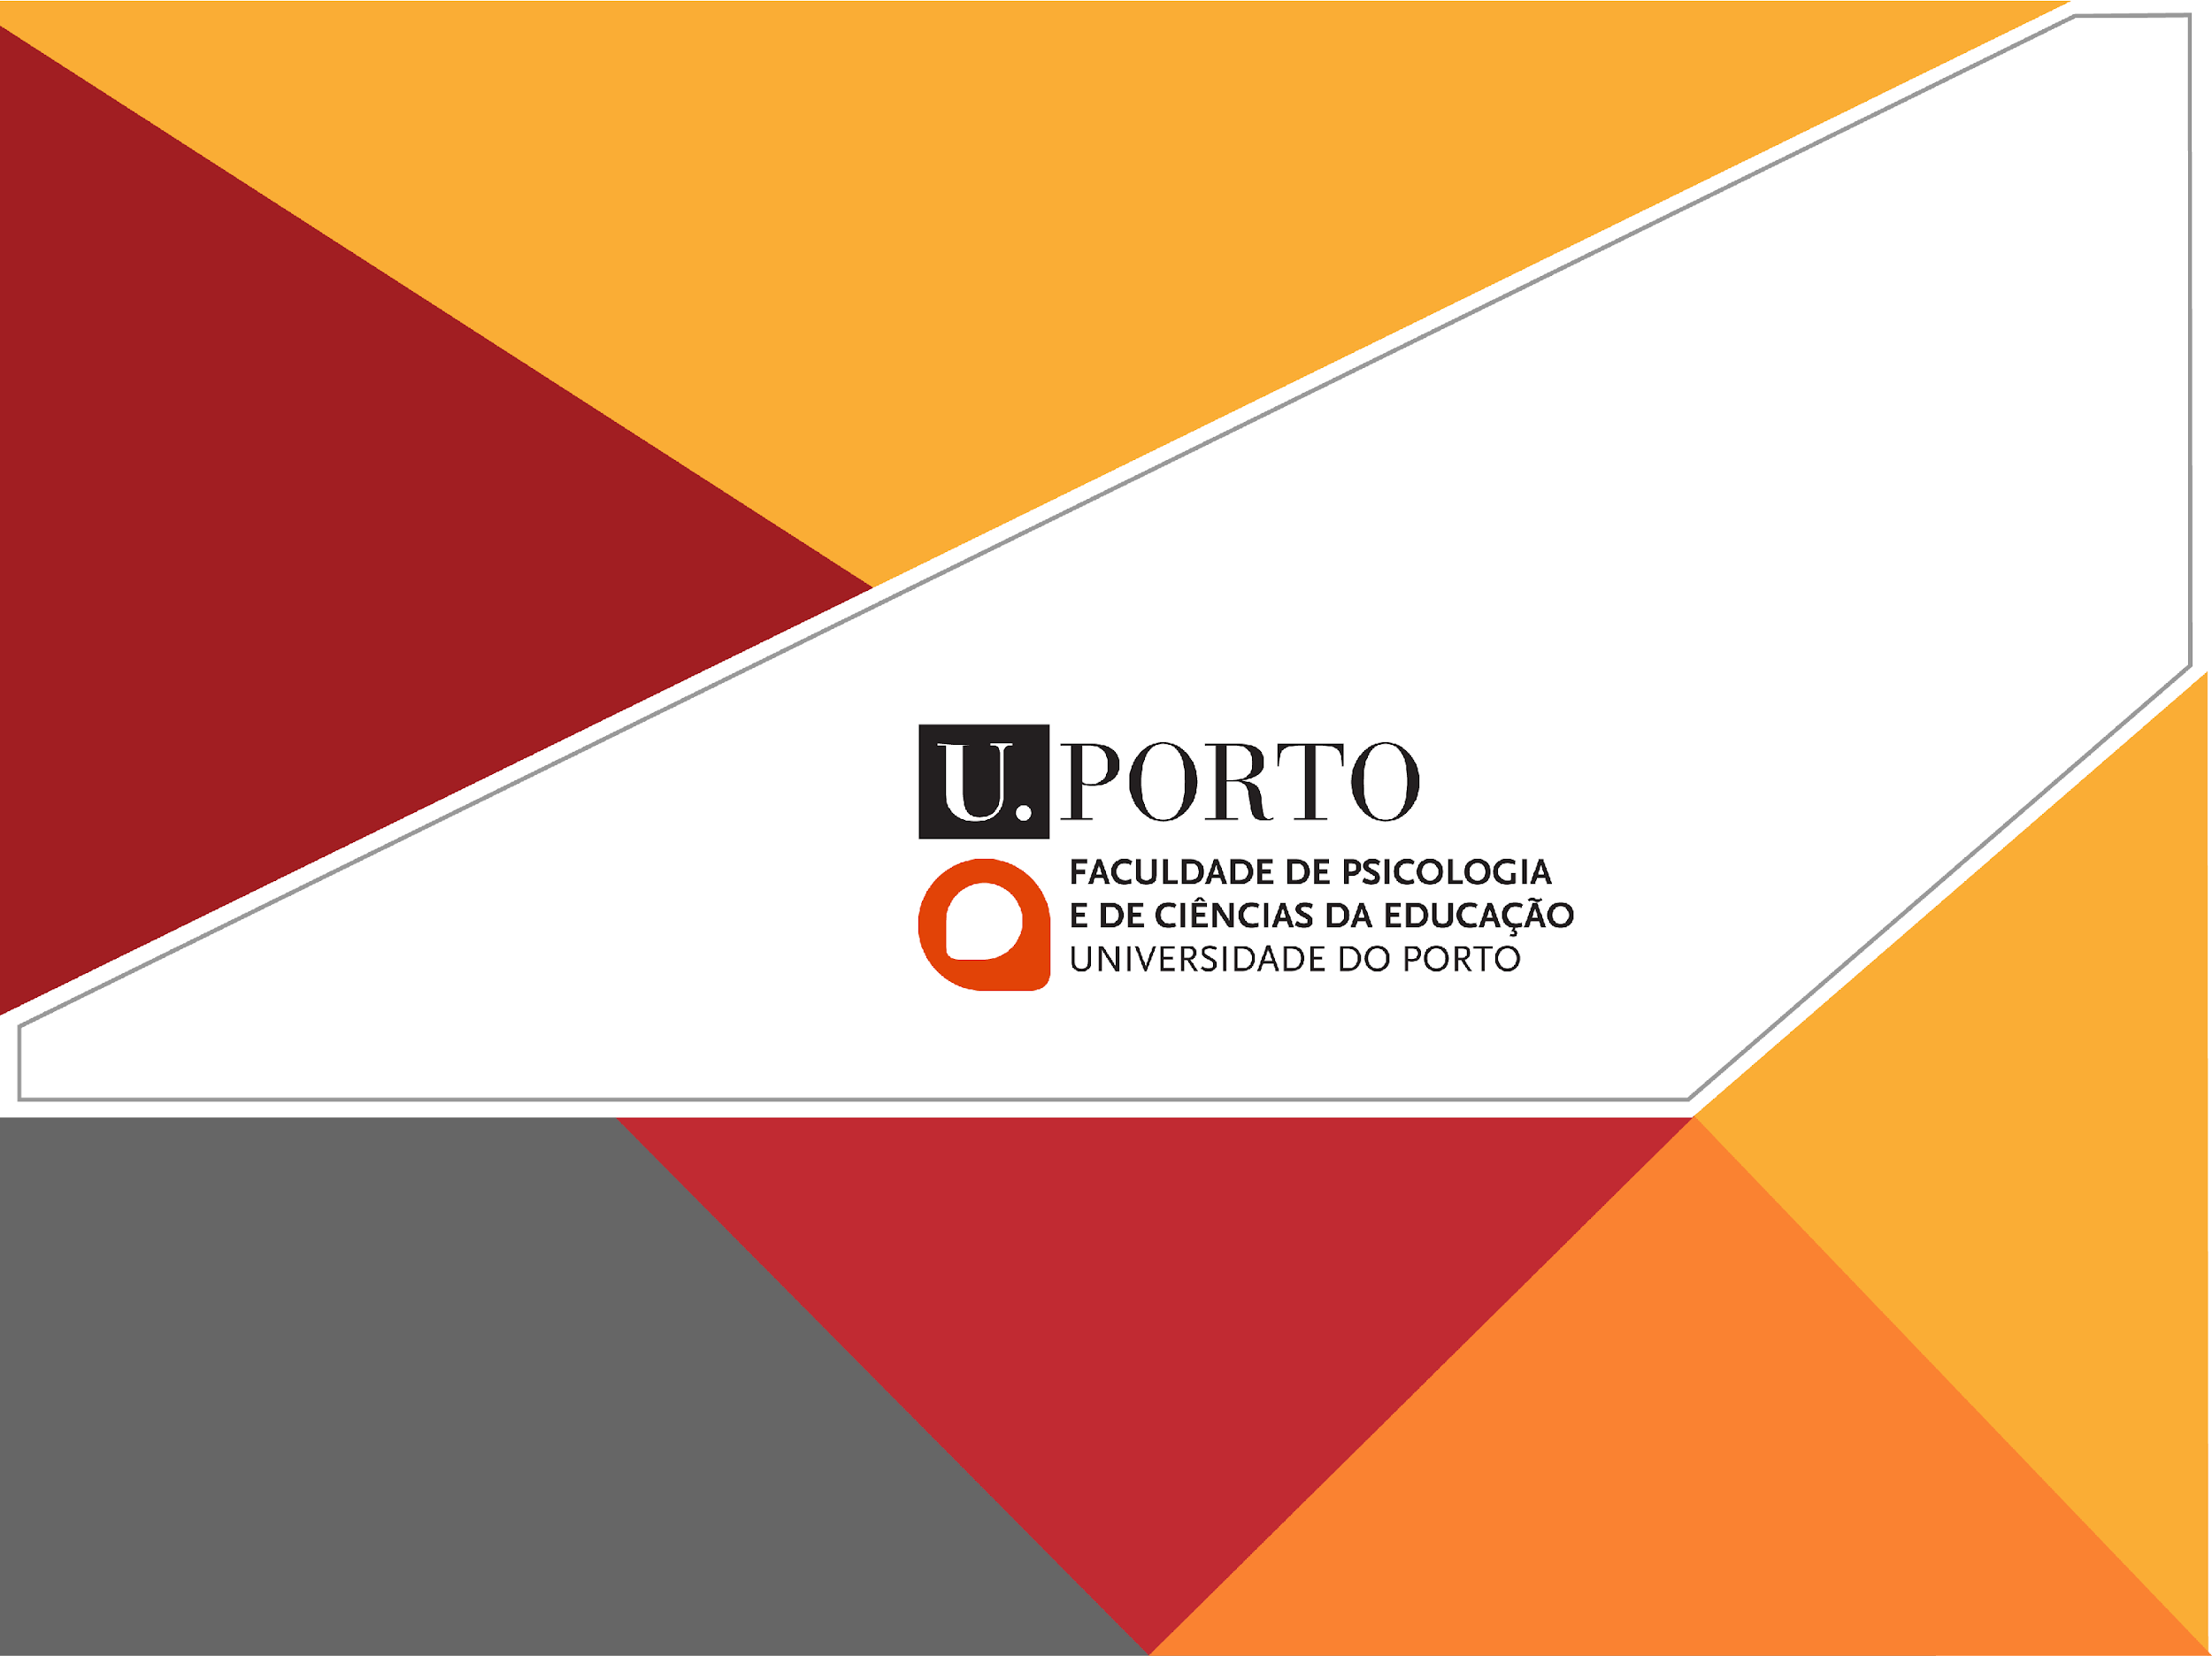 U. PORTO
FACULDADE DE PSICOLOGIA
E DE CIÊNCIAS DA EDUCAÇÃO
UNIVERSIDADE DO PORTO